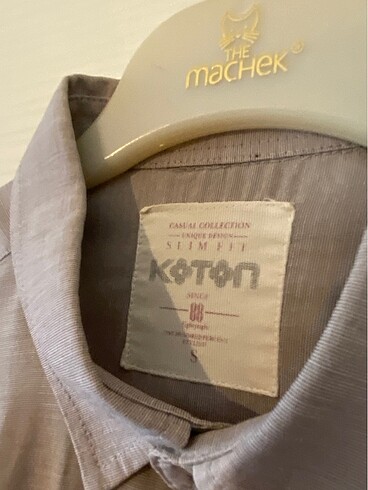 THE
machek®
CASUAL COLLECTION
UNIQUE DESIGN
SLIM FIT
KOTON
SINCE
88
S